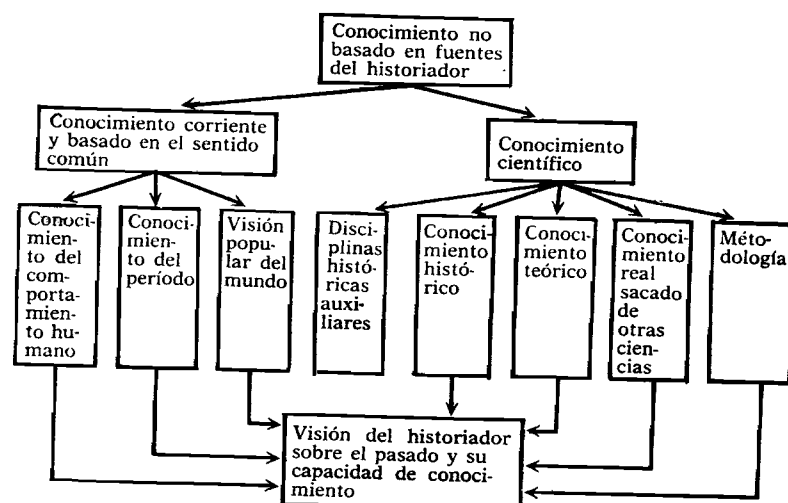 Conocimiento no
basado en fuentes
del historiador
Conocimiento corriente
y basado en el sentido
común
Conocimiento
científico
Conoci-
miento
del com-
porta-
mien-
to hu-
mano
Conoci-
mien-
to del
período
Visión
popu-
lar del
mundo
Disci-
plinas
histó-
ricas
auxi-
liares
Conoci-
miento
histó-
rico
Conoci-
miento
teórico
Conoci-
miento
real
sacado
de
otras
cien-
cias
Méto-
dología
Visión del historiador
sobre el pasado y su
capacidad de conoci-
miento